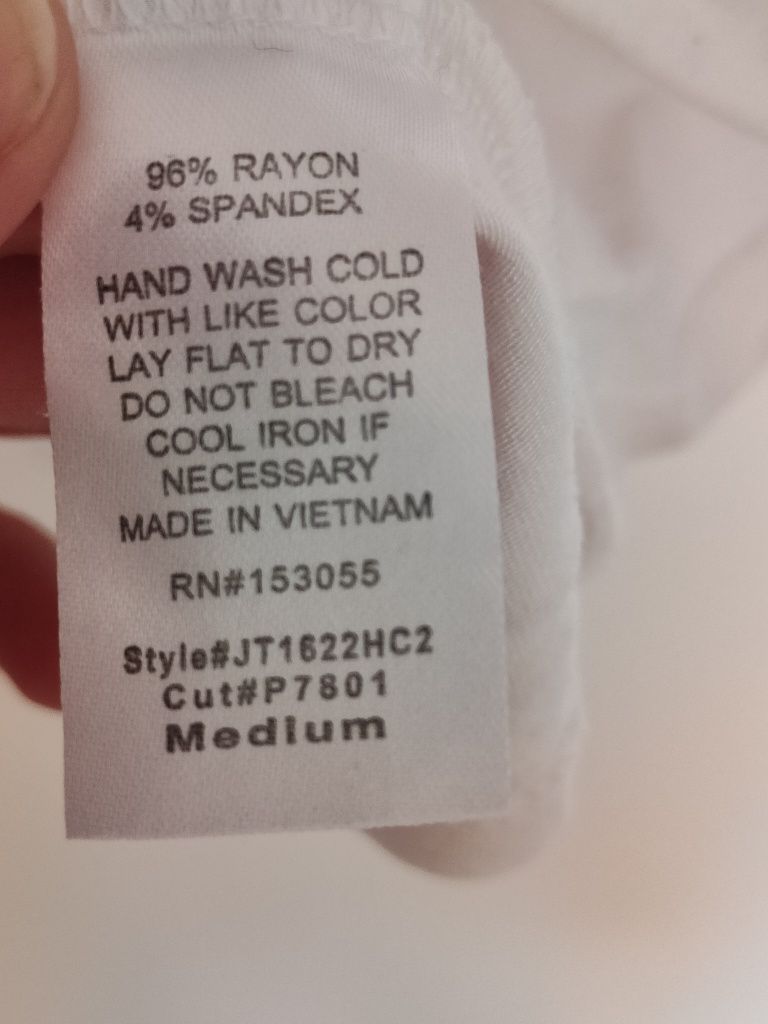 96% RAYON
4% SPANDEX
HAND WASH COLD
WITH LIKE COLOR
LAY FLAT TO DRY
DO NOT BLEACH
COOL IRON IF
NECESSARY
MADE IN VIETNAM
RN#153055
Style#JT1622HC2
Cut#P7801
Medium